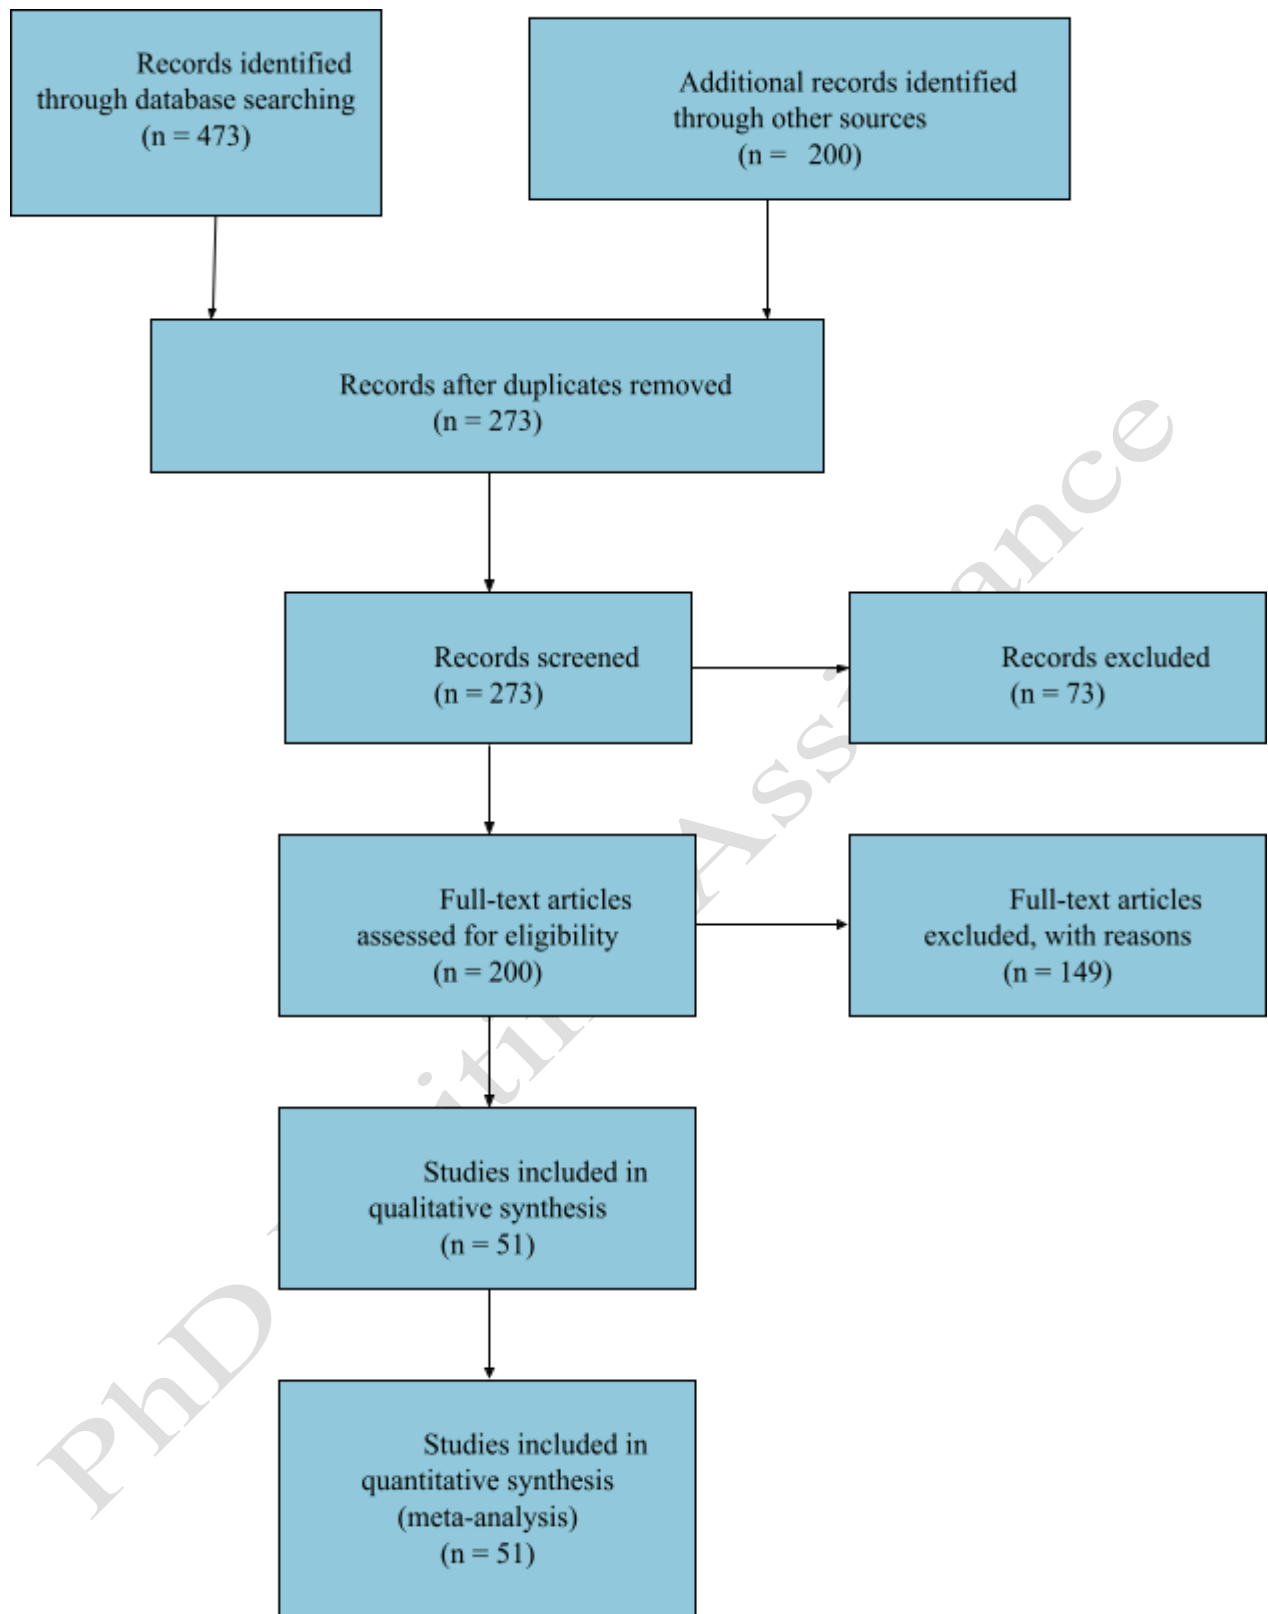 Records identified
through database searching
(n = 473)
Additional records identified
through other sources
(n = 200)
Records after duplicates removed
(n = 273)
Records screened
(n = 273)
Records excluded
(n = 73)
Full-text articles
assessed for eligibility
(n = 200)
Full-text articles
excluded, with reasons
(n = 149)
Studies included in
qualitative synthesis
(n = 51)
Studies included in
quantitative synthesis
(meta-analysis)
(n = 51)
PhD